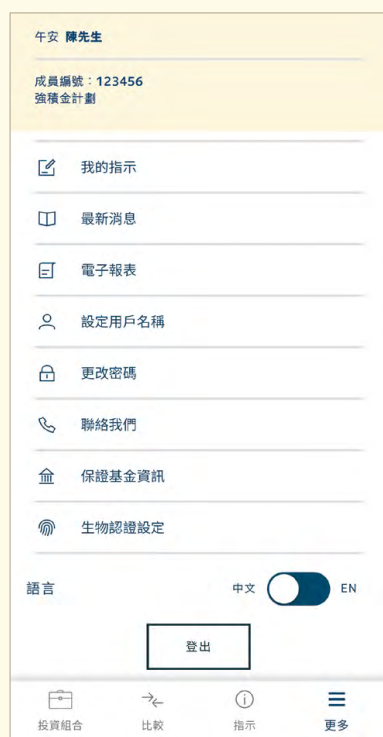 午安 陳先生
成員編號：123456
強積金計劃
我的指示
最新消息
電子報表
設定用戶名稱
更改密碼
聯絡我們
保證基金資訊
生物認證設定
語言 中文 EN
登出
投資組合 比較 指示 更多